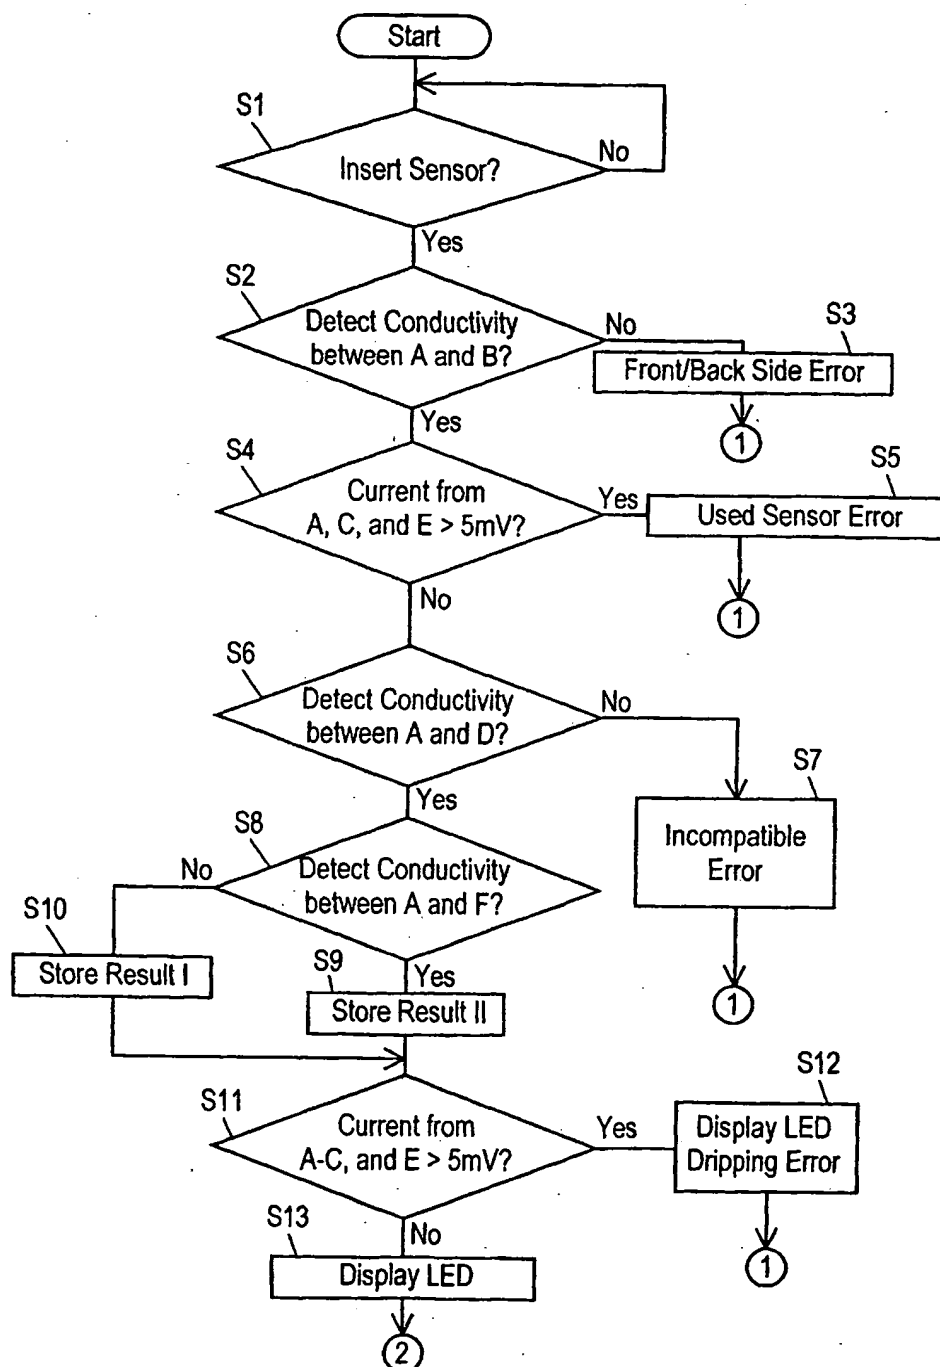 Start
S1
Insert Sensor?
No
Yes
S2
Detect Conductivity
between A and B?
No
S3
Front/Back Side Error
1
Yes
S4
Current from
A, C, and E > 5mV?
Yes
S5
Used Sensor Error
1
No
S6
Detect Conductivity
between A and D?
No
S7
Incompatible
Error
1
Yes
S8
Detect Conductivity
between A and F?
No
S10
Store Result I
Yes
S9
Store Result II
S11
Current from
A-C, and E > 5mV?
Yes
S12
Display LED
Dripping Error
1
No
S13
Display LED
2